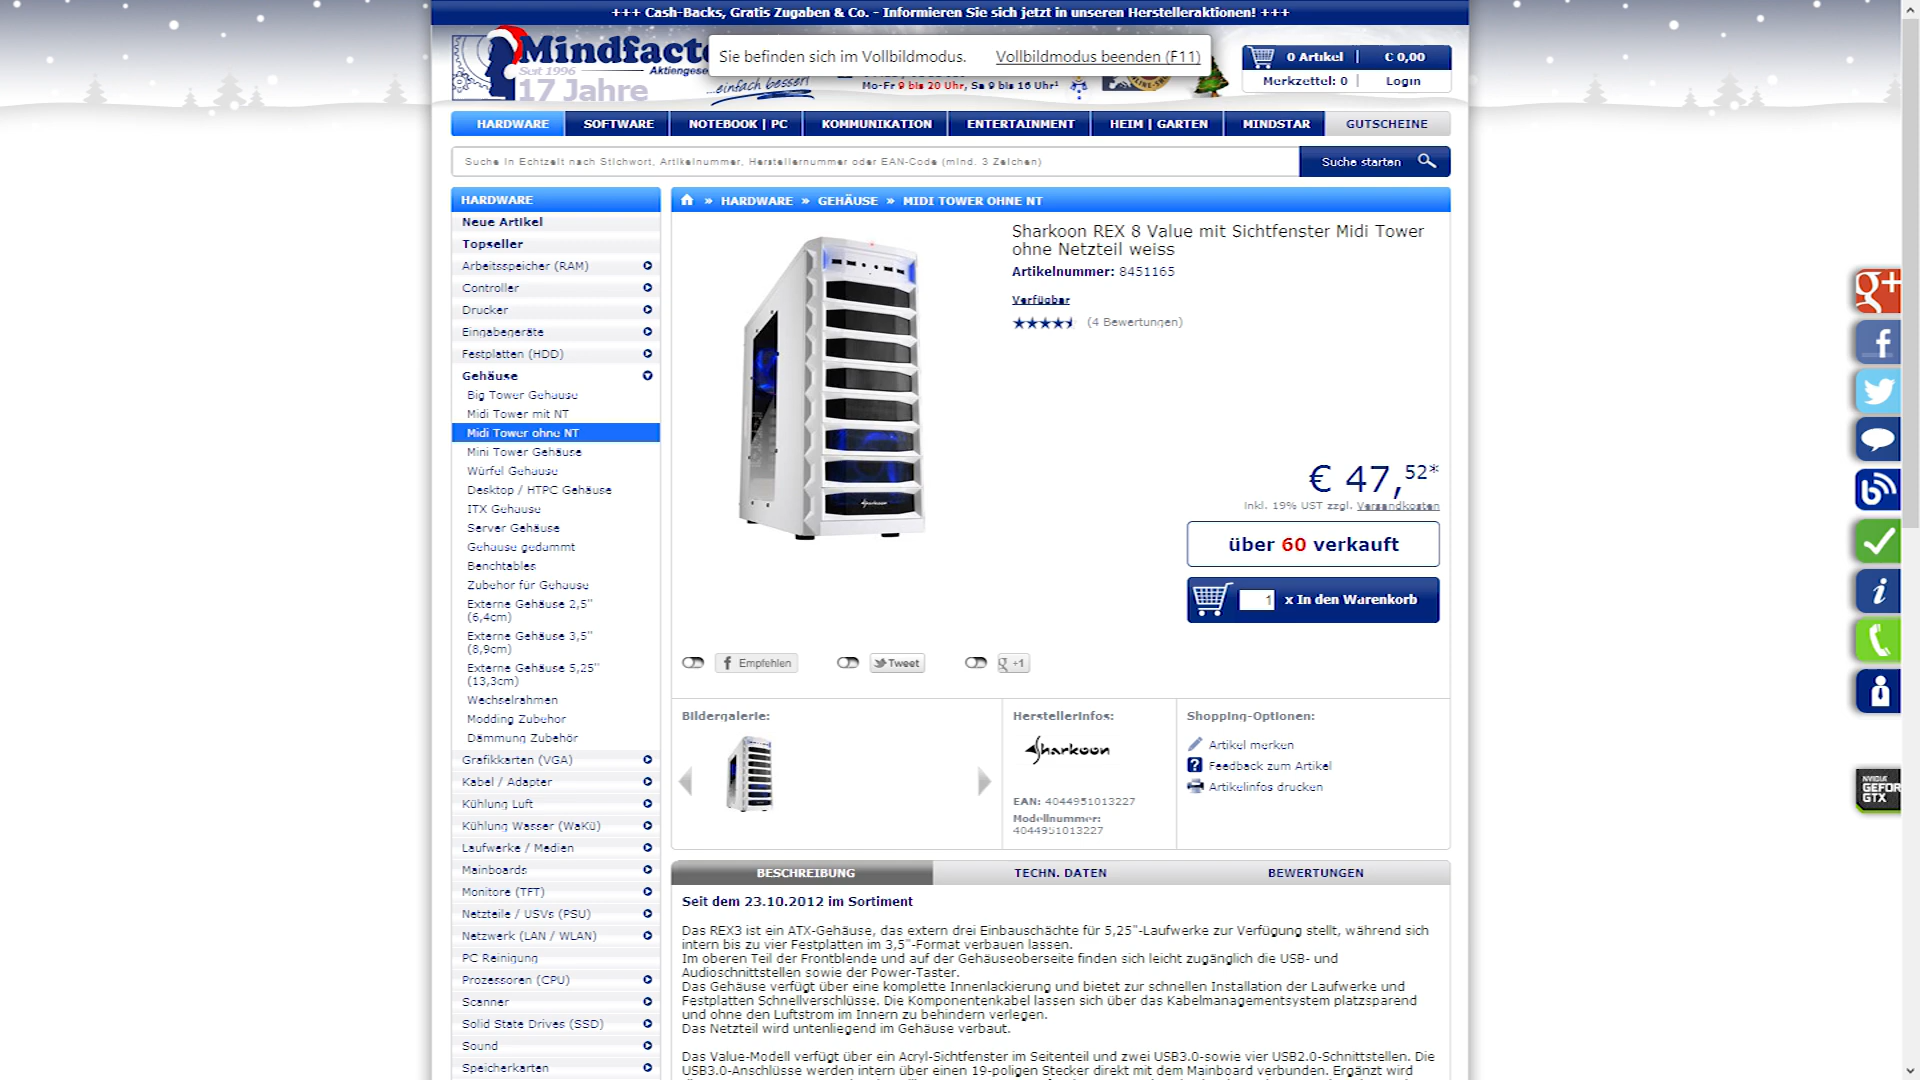 +++ Cash-Backs, Gratis Zugaben & Co. - Informieren Sie sich jetzt in unseren Herstelleraktionen! +++
Mindfacto
Seit 1996
Aktiengese
17 Jahre
...einfach besser!
Sie befinden sich im Vollbildmodus. Vollbildmodus beenden (F11)
Mo-Fr 9 bis 20 Uhr, Sa 9 bis 16 Uhr¹
0 Artikel | € 0,00
Merkzettel: 0 | Login
HARDWARE SOFTWARE NOTEBOOK | PC KOMMUNIKATION ENTERTAINMENT HEIM | GARTEN MINDSTAR GUTSCHEINE
Suche in Echtzeit nach Stichwort, Artikelnummer, Herstellernummer oder EAN-Code (mind. 3 Zeichen)
Suche starten
HARDWARE
Neue Artikel
Topseller
Arbeitsspeicher (RAM)
Controller
Drucker
Eingabegeräte
Festplatten (HDD)
Gehäuse
Big Tower Gehäuse
Midi Tower mit NT
Midi Tower ohne NT
Mini Tower Gehäuse
Würfel Gehäuse
Desktop / HTPC Gehäuse
ITX Gehäuse
Server Gehäuse
Gehäuse gedämmt
Benchtables
Zubehör für Gehäuse
Externe Gehäuse 2,5"
(6,4cm)
Externe Gehäuse 3,5"
(8,9cm)
Externe Gehäuse 5,25"
(13,3cm)
Wechselrahmen
Modding Zubehör
Dämmung Zubehör
Grafikkarten (VGA)
Kabel / Adapter
Kühlung Luft
Kühlung Wasser (WaKü)
Laufwerke / Medien
Mainboards
Monitore (TFT)
Netzteile / USVs (PSU)
Netzwerk (LAN / WLAN)
PC Reinigung
Prozessoren (CPU)
Scanner
Solid State Drives (SSD)
Sound
Speicherkarten
» HARDWARE » GEHÄUSE » MIDI TOWER OHNE NT
Sharkoon REX 8 Value mit Sichtfenster Midi Tower
ohne Netzteil weiss
Artikelnummer: 8451165
Verfügbar
(4 Bewertungen)
€ 47,52*
inkl. 19% UST zzgl. Versandkosten
über 60 verkauft
1 x In den Warenkorb
Empfehlen Tweet +1
Bildergalerie:
Herstellerinfos:
Sharkoon
EAN: 4044951013227
Modellnummer:
4044951013227
Shopping-Optionen:
Artikel merken
Feedback zum Artikel
Artikelinfos drucken
BESCHREIBUNG TECHN. DATEN BEWERTUNGEN
Seit dem 23.10.2012 im Sortiment
Das REX3 ist ein ATX-Gehäuse, das extern drei Einbauschächte für 5,25"-Laufwerke zur Verfügung stellt, während sich
intern bis zu vier Festplatten im 3,5"-Format verbauen lassen.
Im oberen Teil der Frontblende und auf der Gehäuseoberseite finden sich leicht zugänglich die USB- und
Audioschnittstellen sowie der Power-Taster.
Das Gehäuse verfügt über eine komplette Innenlackierung und bietet zur schnellen Installation der Laufwerke und
Festplatten Schnellverschlüsse. Die Komponentenkabel lassen sich über das Kabelmanagementsystem platzsparend
und ohne den Luftstrom im Innern zu behindern verlegen.
Das Netzteil wird untenliegend im Gehäuse verbaut.
Das Value-Modell verfügt über ein Acryl-Sichtfenster im Seitenteil und zwei USB3.0-sowie vier USB2.0-Schnittstellen. Die
USB3.0-Anschlüsse werden intern über einen 19-poligen Stecker direkt mit dem Mainboard verbunden. Ergänzt wird
NVIDIA
GEFOR
GTX